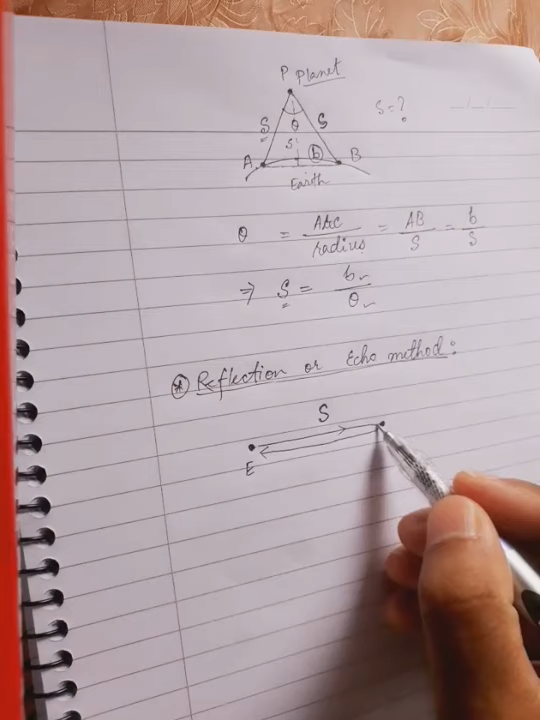 P Planet
S = ?
S θ S
S
A b B
Earth
θ = Arc/radius = AB/S = b/S
⇒ S = b/θ
* Reflection or Echo method:
S
E